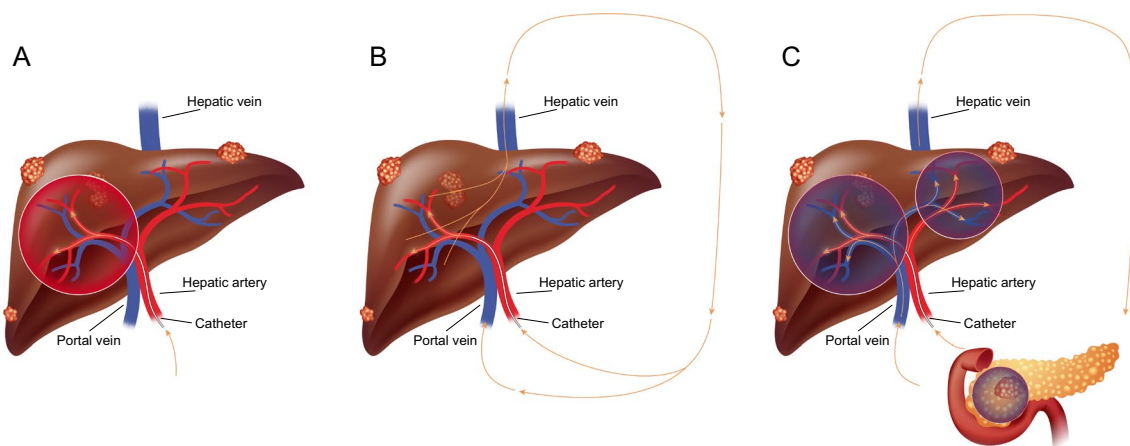 A
Hepatic vein
Hepatic artery
Catheter
Portal vein
B
Hepatic vein
Hepatic artery
Catheter
Portal vein
C
Hepatic vein
Hepatic artery
Catheter
Portal vein